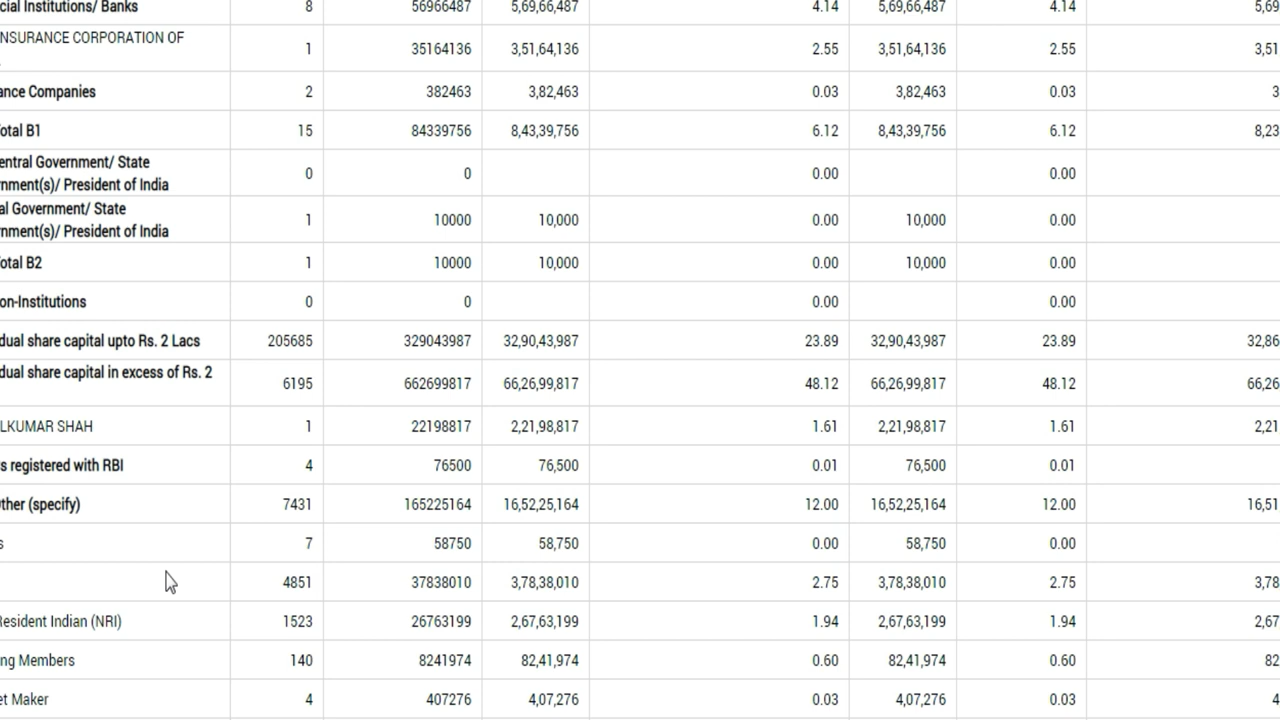 cial Institutions/ Banks 8 56966487 5,69,66,487 4.14 5,69,66,487 4.14 5,69
NSURANCE CORPORATION OF
1 35164136 3,51,64,136 2.55 3,51,64,136 2.55 3,51
ance Companies 2 382463 3,82,463 0.03 3,82,463 0.03 3
otal B1 15 84339756 8,43,39,756 6.12 8,43,39,756 6.12 8,23
entral Government/ State
nment(s)/ President of India 0 0 0.00 0.00
al Government/ State
nment(s)/ President of India 1 10000 10,000 0.00 10,000 0.00
otal B2 1 10000 10,000 0.00 10,000 0.00
on-Institutions 0 0 0.00 0.00
dual share capital upto Rs. 2 Lacs 205685 329043987 32,90,43,987 23.89 32,90,43,987 23.89 32,86
dual share capital in excess of Rs. 2
6195 662699817 66,26,99,817 48.12 66,26,99,817 48.12 66,26
LKUMAR SHAH 1 22198817 2,21,98,817 1.61 2,21,98,817 1.61 2,21
s registered with RBI 4 76500 76,500 0.01 76,500 0.01
ther (specify) 7431 165225164 16,52,25,164 12.00 16,52,25,164 12.00 16,51
s 7 58750 58,750 0.00 58,750 0.00
4851 37838010 3,78,38,010 2.75 3,78,38,010 2.75 3,78
Resident Indian (NRI) 1523 26763199 2,67,63,199 1.94 2,67,63,199 1.94 2,67
ng Members 140 8241974 82,41,974 0.60 82,41,974 0.60 82
et Maker 4 407276 4,07,276 0.03 4,07,276 0.03 4